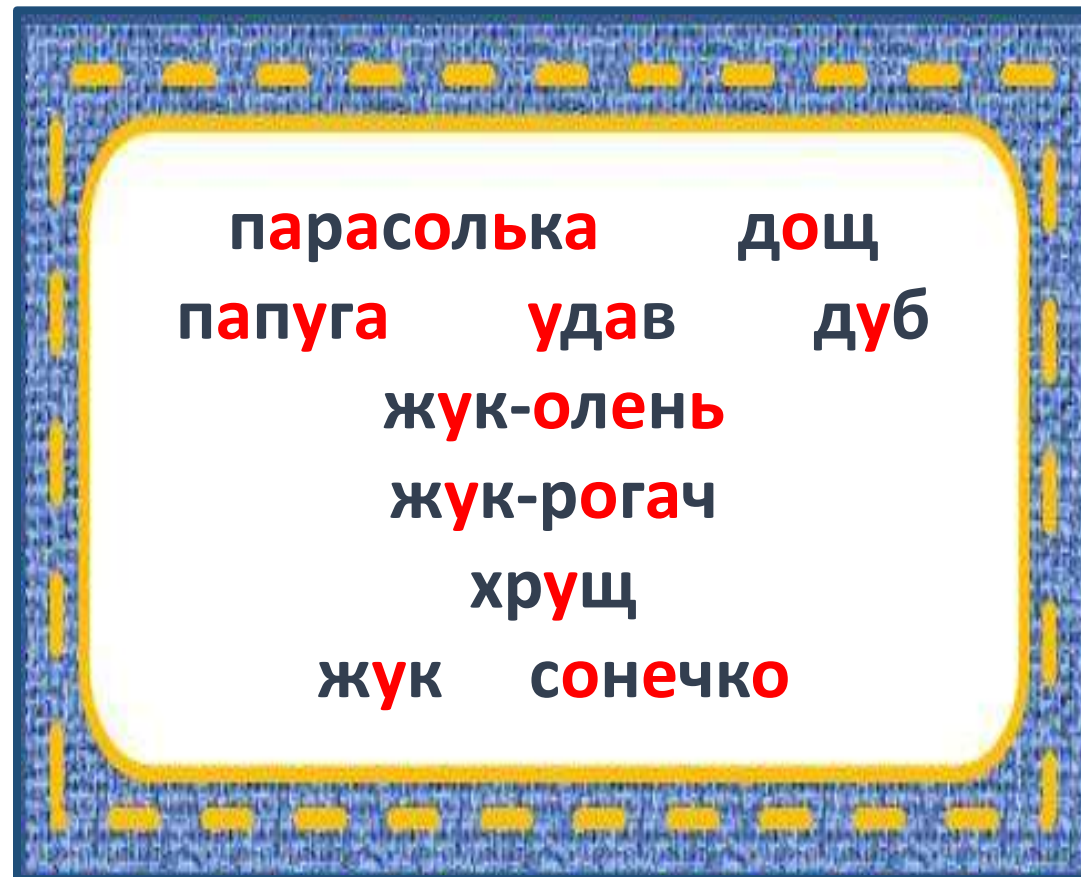 парасолька дощ
папуга удав дуб
жук-олень
жук-рогач
хрущ
жук сонечко